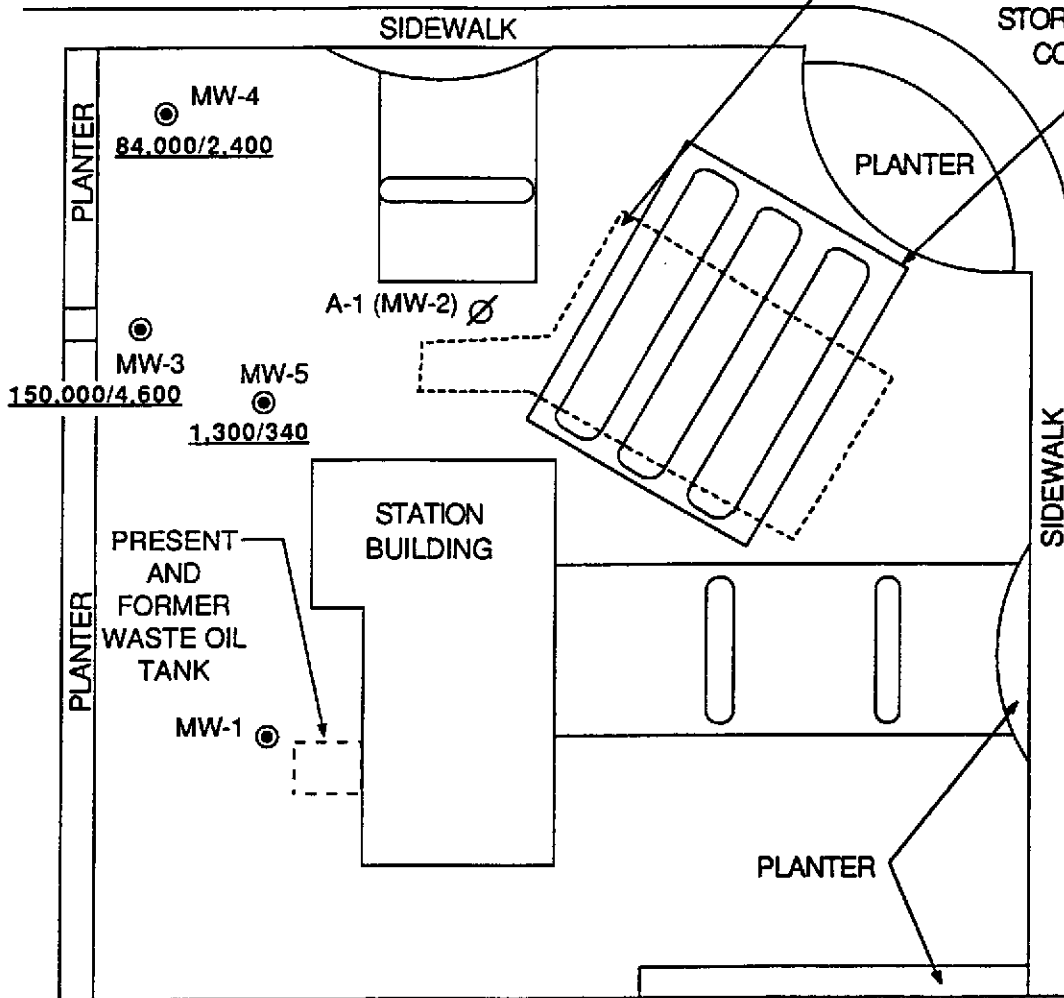 SIDEWALK
STOR
CO
MW-4
84,000/2,400
PLANTER
PLANTER
A-1 (MW-2)
MW-3
150,000/4,600
MW-5
1,300/340
SIDEWALK
STATION
BUILDING
PRESENT
AND
FORMER
WASTE OIL
TANK
PLANTER
MW-1
PLANTER